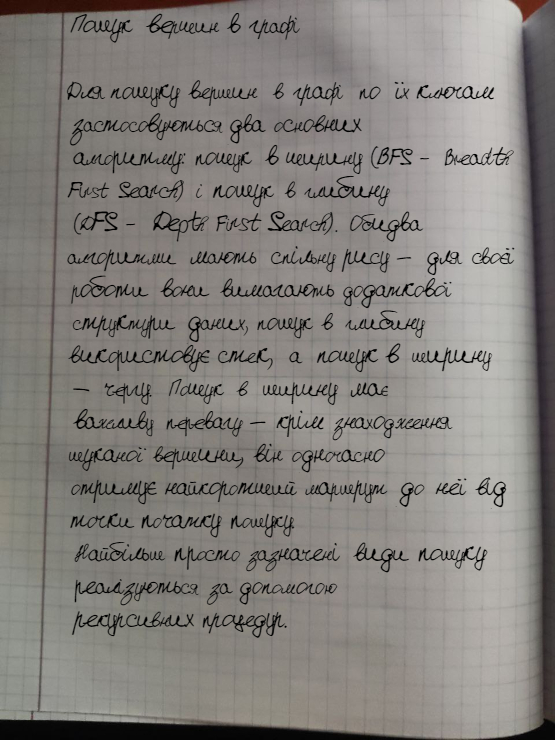 Пошук вершин в графі
Для пошуку вершин в графі по їх ключам
застосовуються два основних
алгоритму: пошук в ширину (BFS – Breadth
First Search) і пошук в глибину
(DFS – Depth First Search). Обидва
алгоритми мають спільну рису – для своєї
роботи вони вимагають додаткової
структури даних, пошук в глибину
використовує стек, а пошук в ширину
– чергу. Пошук в ширину має
важливу перевагу – крім знаходження
шуканої вершини, він одночасно
отримує найкоротший маршрут до неї від
точки початку пошуку
Найбільш просто зазначені види пошуку
реалізуються за допомогою
рекурсивних процедур.